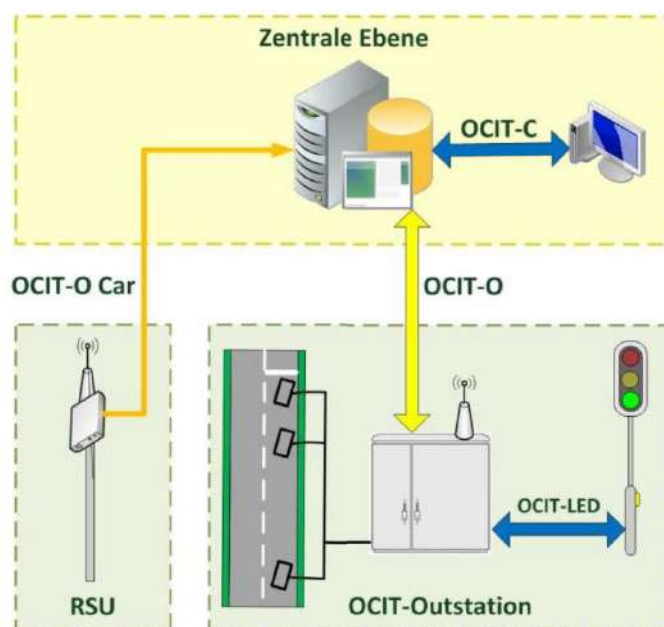 Zentrale Ebene
OCIT-C
OCIT-O Car
OCIT-O
OCIT-LED
RSU
OCIT-Outstation